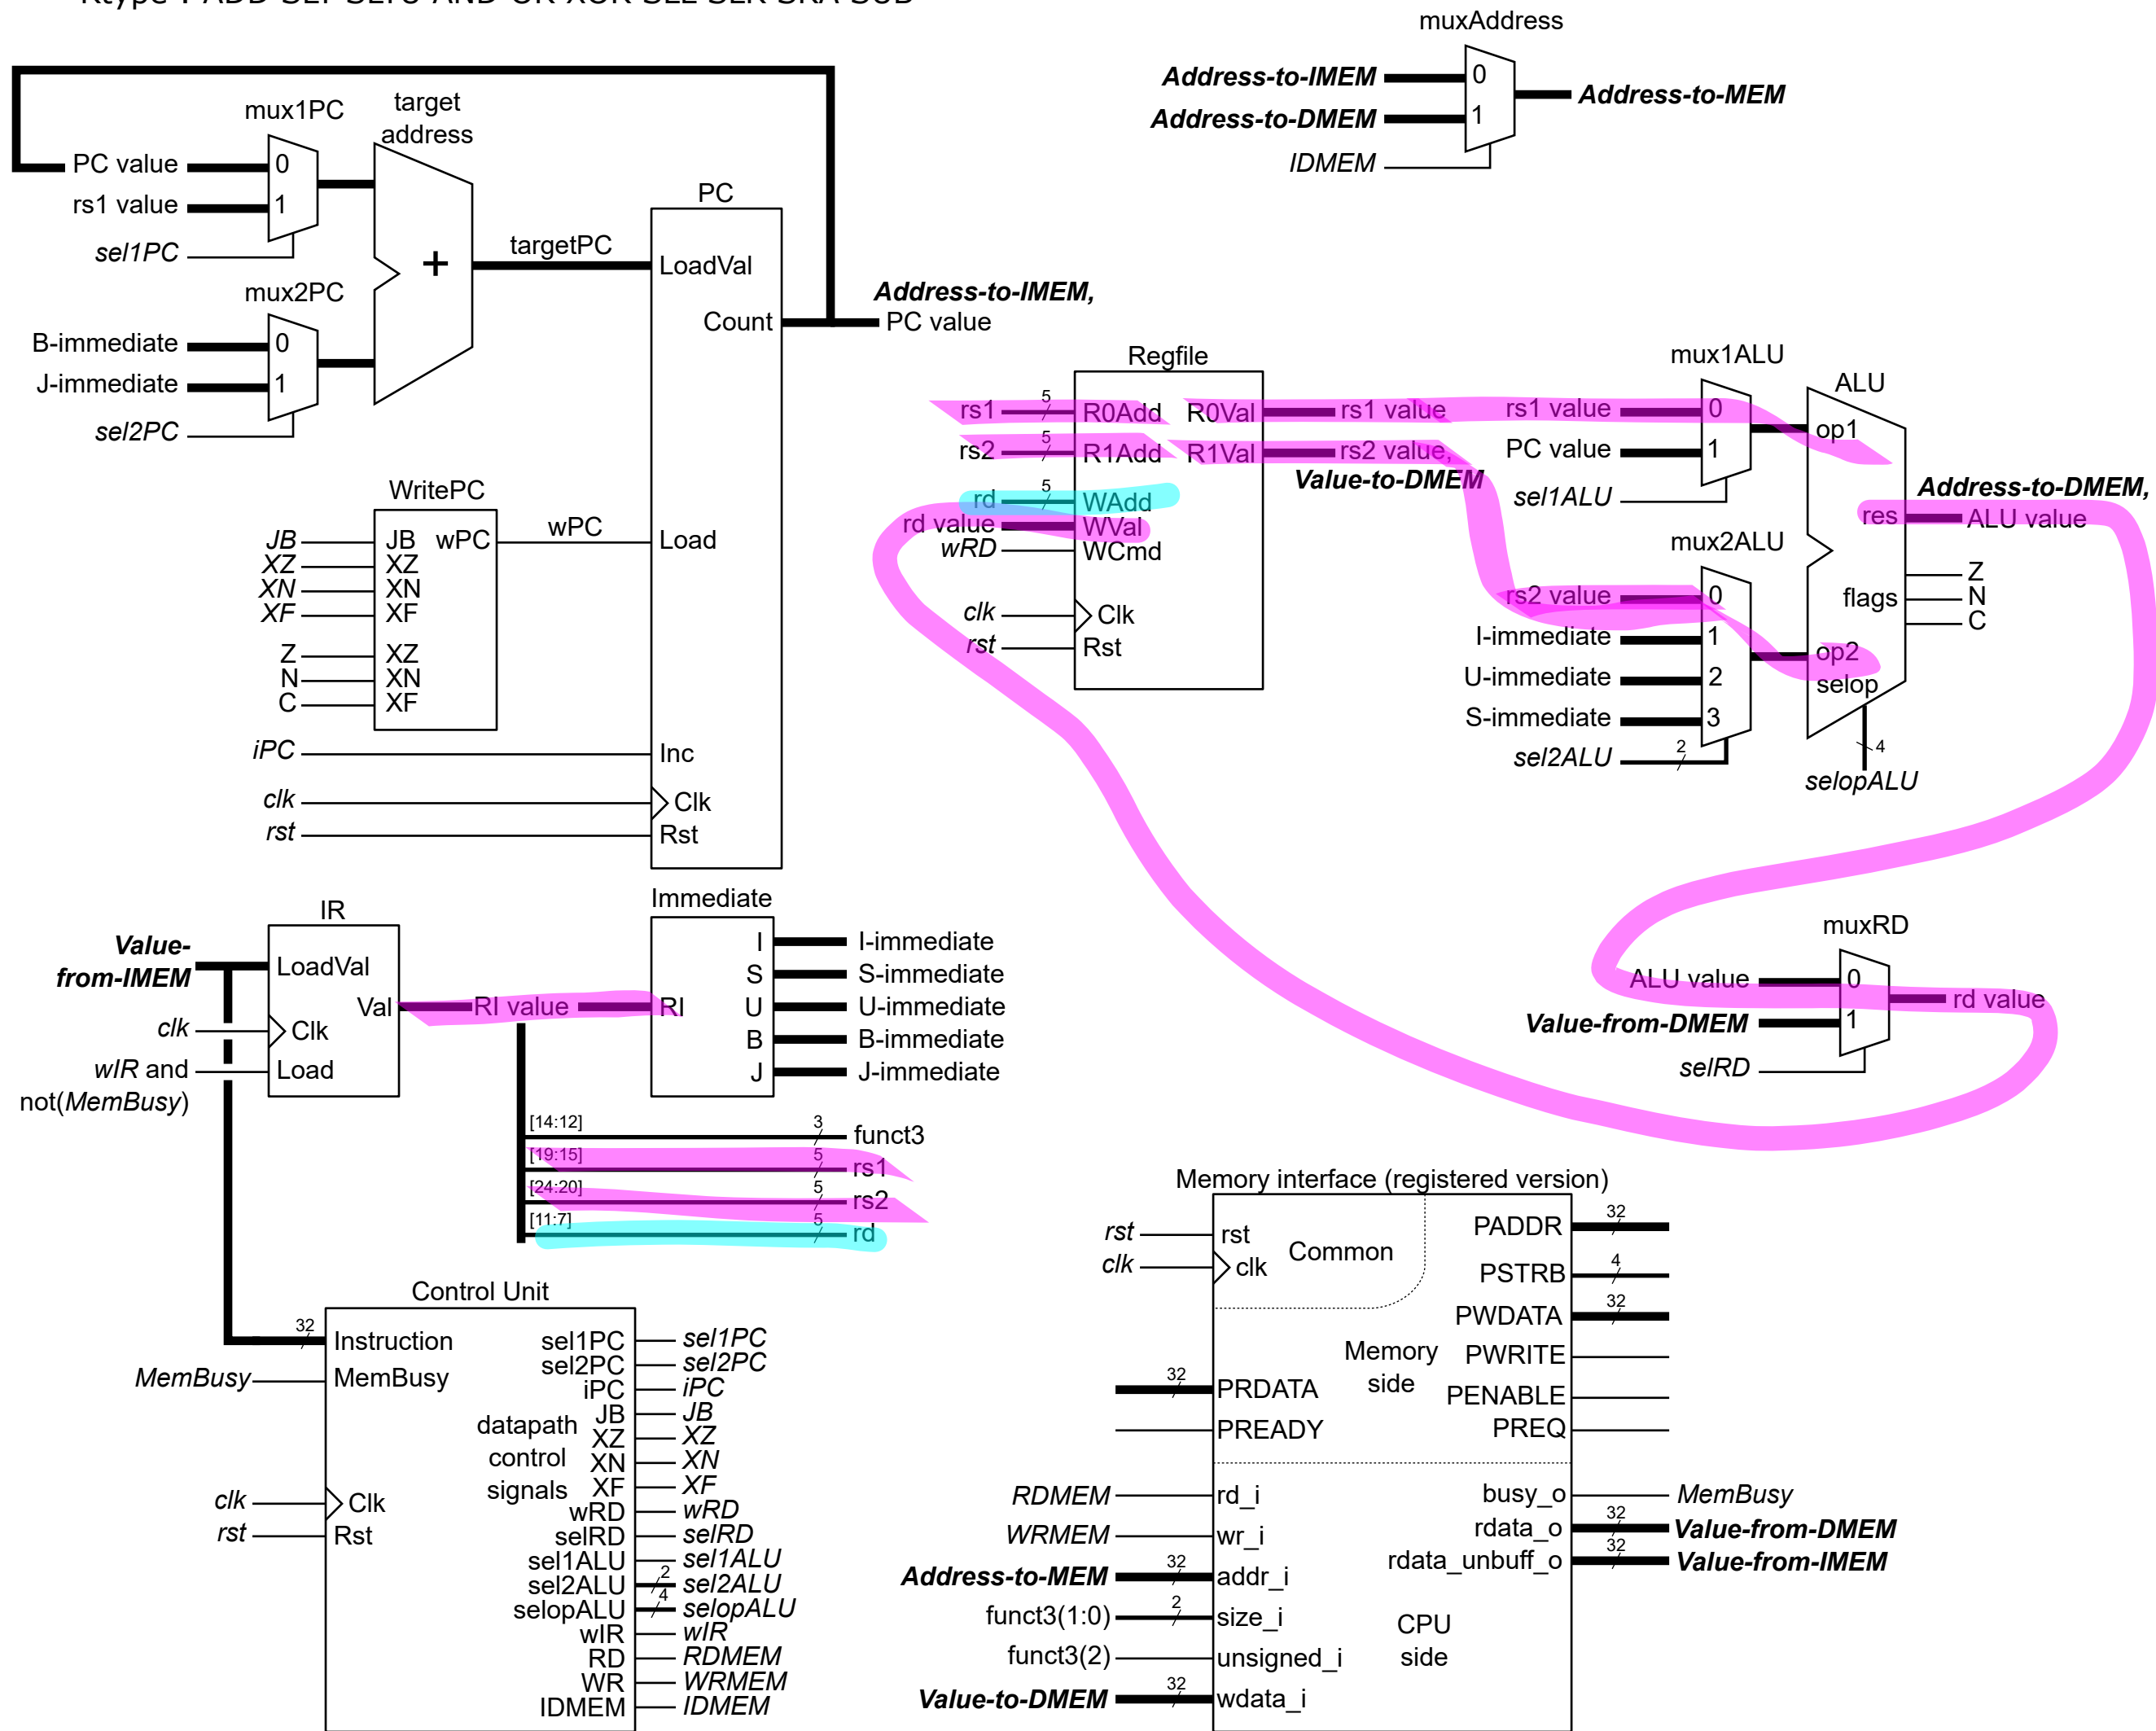 Rtype : ADD SLT SLTU AND OR XOR SLL SLR SRA SUB
muxAddress
Address-to-IMEM
0
Address-to-DMEM
1
Address-to-MEM
IDMEM
mux1PC
target
address
PC value
0
rs1 value
1
sel1PC
+
targetPC
mux2PC
B-immediate
0
J-immediate
1
sel2PC
PC
LoadVal
Count
Address-to-IMEM,
PC value
Load
Inc
Clk
Rst
WritePC
JB
JB
wPC
wPC
XZ
XZ
XN
XN
XF
XF
Z
XZ
N
XN
C
XF
iPC
clk
rst
Regfile
rs1
5
R0Add
R0Val
rs1 value
rs2
5
R1Add
R1Val
rs2 value,
Value-to-DMEM
rd
5
WAdd
rd value
WVal
wRD
WCmd
clk
Clk
rst
Rst
mux1ALU
rs1 value
0
PC value
1
sel1ALU
mux2ALU
rs2 value
0
I-immediate
1
U-immediate
2
S-immediate
3
sel2ALU
2
ALU
op1
res
flags
op2
selop
4
selopALU
Address-to-DMEM,
ALU value
Z
N
C
IR
Value-
from-IMEM
LoadVal
Val
RI value
clk
Clk
wIR and
not(MemBusy)
Load
Immediate
RI
I
I-immediate
S
S-immediate
U
U-immediate
B
B-immediate
J
J-immediate
[14:12]
3
funct3
[19:15]
5
rs1
[24:20]
5
rs2
[11:7]
5
rd
muxRD
ALU value
0
Value-from-DMEM
1
rd value
selRD
Control Unit
32
Instruction
MemBusy
MemBusy
datapath
control
signals
clk
Clk
rst
Rst
sel1PC
sel1PC
sel2PC
sel2PC
iPC
iPC
JB
JB
XZ
XZ
XN
XN
XF
XF
wRD
wRD
selRD
selRD
sel1ALU
sel1ALU
sel2ALU
2
sel2ALU
selopALU
4
selopALU
wIR
wIR
RD
RDMEM
WR
WRMEM
IDMEM
IDMEM
Memory interface (registered version)
rst
rst
clk
clk
Common
PADDR
32
PSTRB
4
PWDATA
32
Memory
side
PWRITE
PENABLE
PREQ
32
PRDATA
PREADY
RDMEM
rd_i
WRMEM
wr_i
Address-to-MEM
32
addr_i
funct3(1:0)
2
size_i
funct3(2)
unsigned_i
Value-to-DMEM
32
wdata_i
busy_o
MemBusy
rdata_o
32
Value-from-DMEM
rdata_unbuff_o
32
Value-from-IMEM
CPU
side